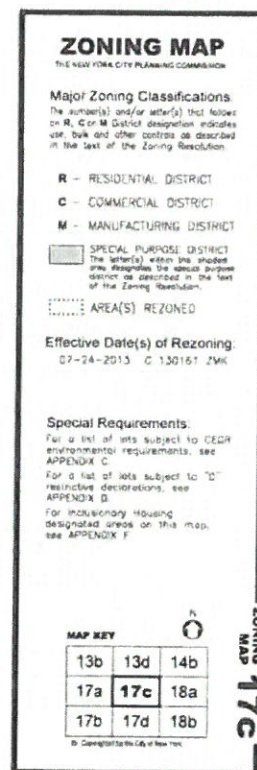 ZONING MAP
THE NEW YORK CITY PLANNING COMMISSION
Major Zoning Classifications:
The number(s) and/or letter(s) that follows
an R, C or M District designation indicates
use, bulk and other controls as described
in the text of the Zoning Resolution.
R - RESIDENTIAL DISTRICT
C - COMMERCIAL DISTRICT
M - MANUFACTURING DISTRICT
SPECIAL PURPOSE DISTRICT
The letter(s) within the shaded
area designates the special purpose
district as described in the text
of the Zoning Resolution.
AREA(S) REZONED
Effective Date(s) of Rezoning:
07-24-2013 C 130161 ZMK
Special Requirements:
For a list of lots subject to CEQR
environmental requirements, see
APPENDIX C.
For a list of lots subject to "D"
restrictive declarations, see
APPENDIX D.
For Inclusionary Housing
designated areas on this map,
see APPENDIX F.
MAP KEY
N
13b 13d 14b
17a 17c 18a
17b 17d 18b
© Copyrighted by the City of New York
ZONING MAP 17c